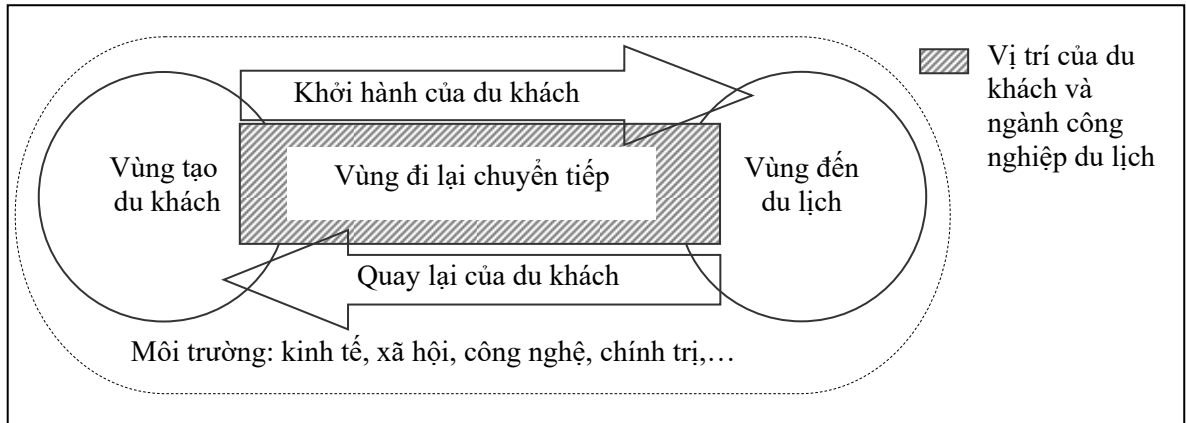 Khởi hành của du khách
Vùng tạo
du khách
Vùng đi lại chuyển tiếp
Vùng đến
du lịch
Quay lại của du khách
Môi trường: kinh tế, xã hội, công nghệ, chính trị,…
Vị trí của du
khách và
ngành công
nghiệp du lịch